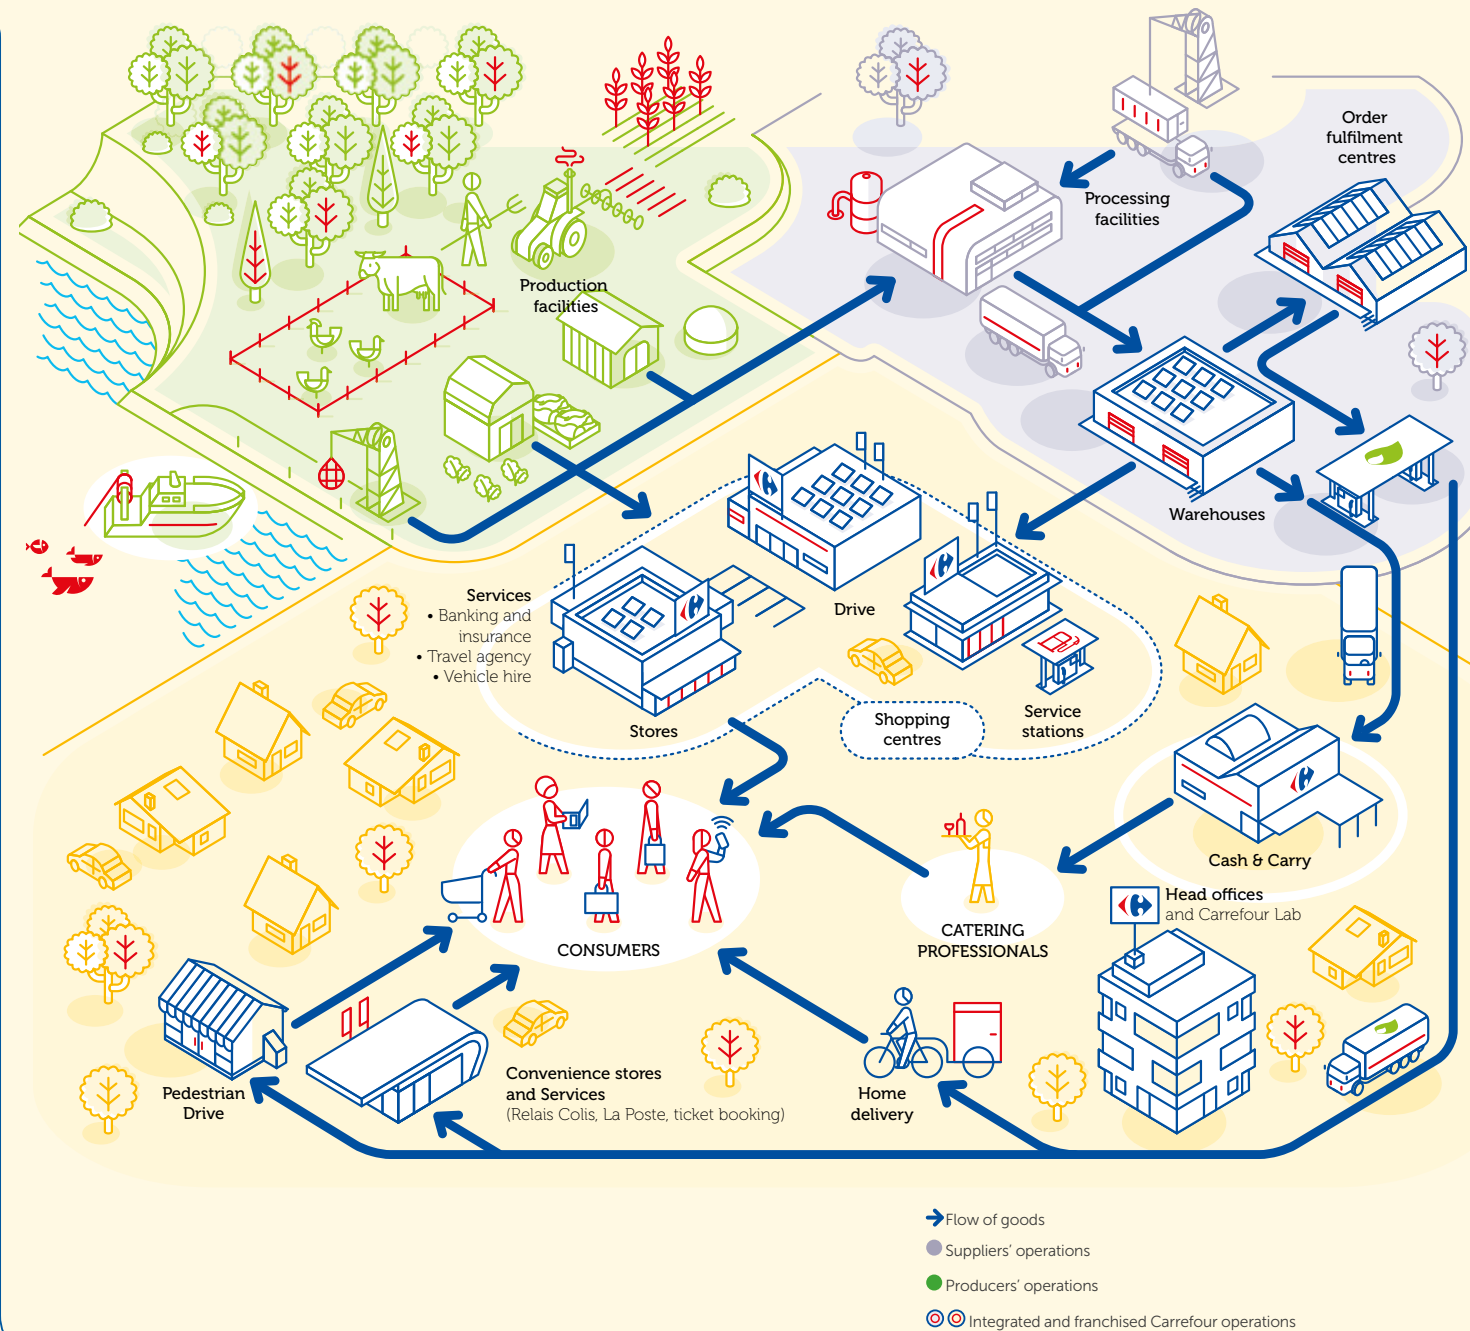 Order
fulfilment
centres
Processing
facilities
Production
facilities
Warehouses
Services
• Banking and
insurance
• Travel agency
• Vehicle hire
Drive
Stores
Shopping
centres
Service
stations
Cash & Carry
Head offices
and Carrefour Lab
CONSUMERS
CATERING
PROFESSIONALS
Pedestrian
Drive
Convenience stores
and Services
(Relais Colis, La Poste, ticket booking)
Home
delivery
Flow of goods
Suppliers' operations
Producers' operations
Integrated and franchised Carrefour operations